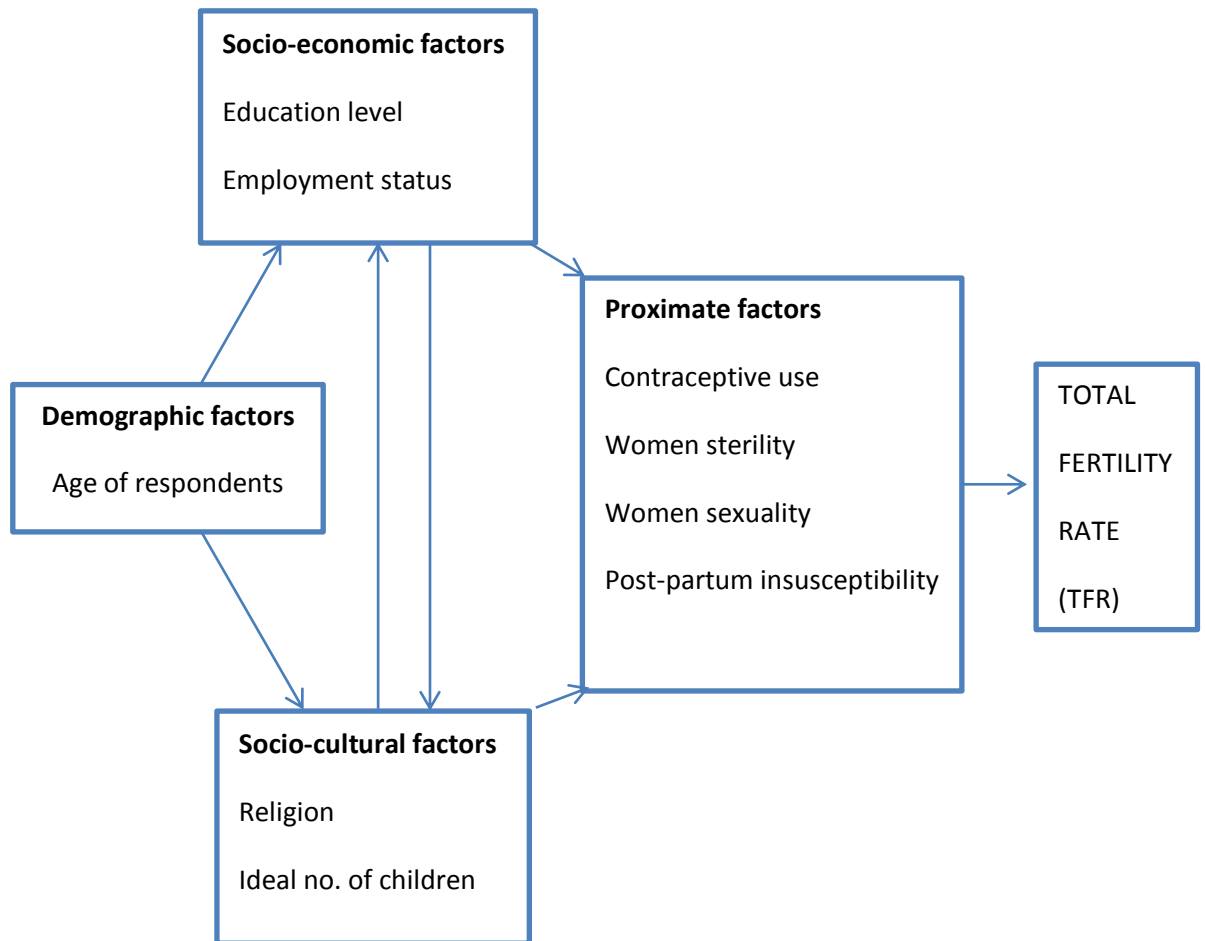 Socio-economic factors
Education level
Employment status
Demographic factors
Age of respondents
Socio-cultural factors
Religion
Ideal no. of children
Proximate factors
Contraceptive use
Women sterility
Women sexuality
Post-partum insusceptibility
TOTAL
FERTILITY
RATE
(TFR)